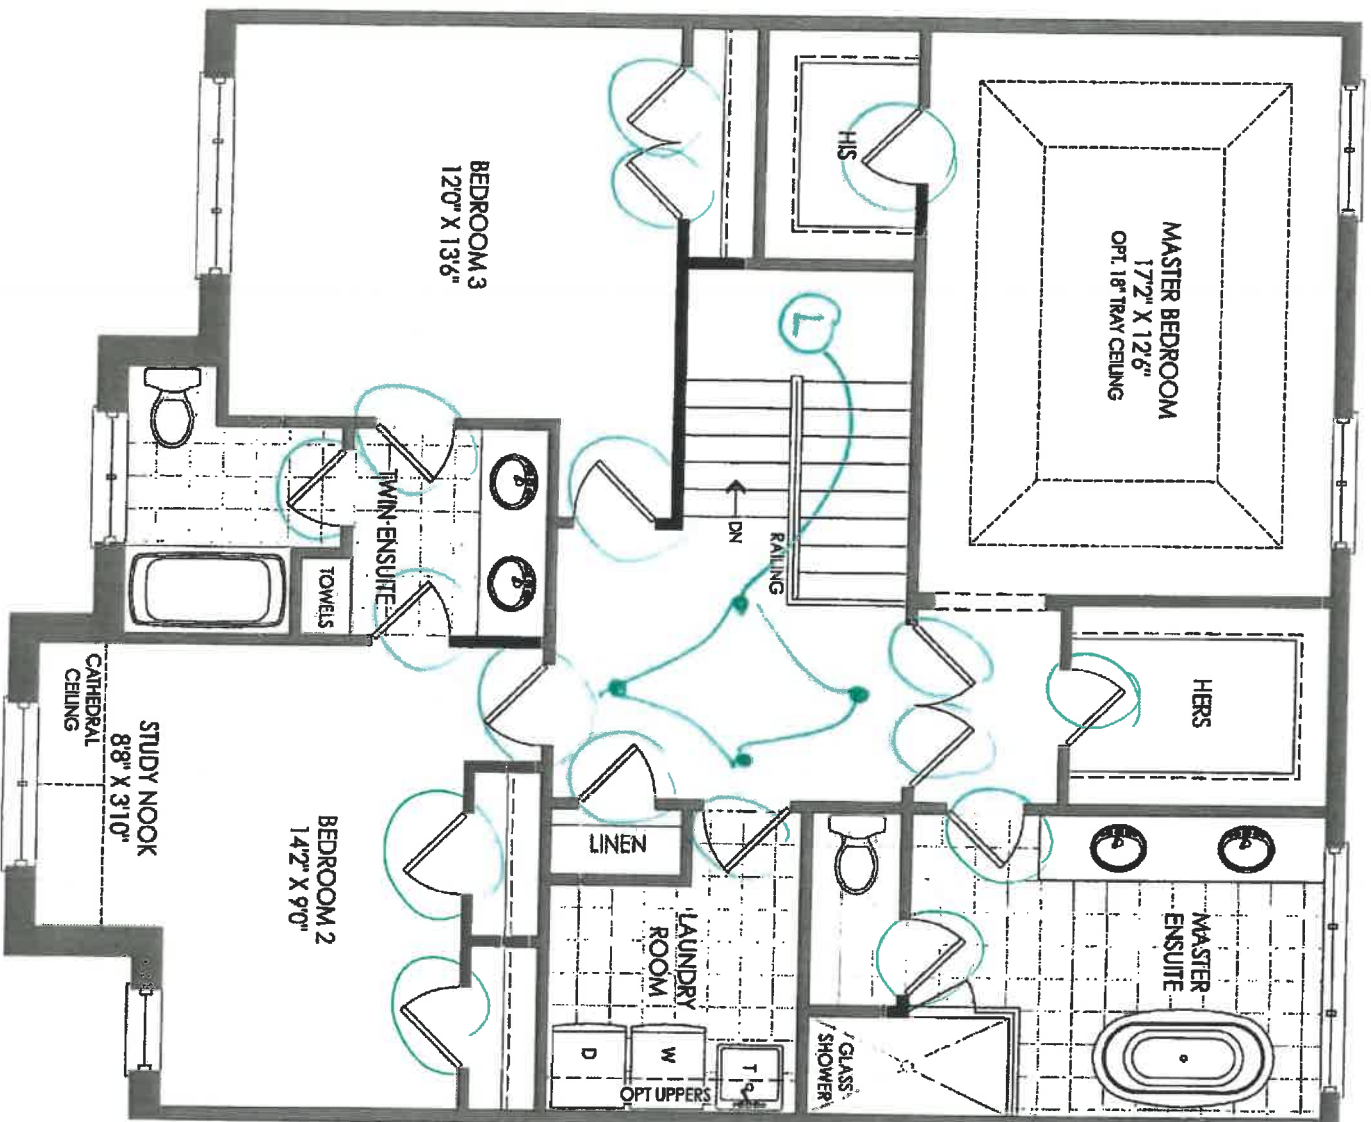 MASTER BEDROOM
17'2" X 12'6"
OPT. 18" TRAY CEILING
HIS
BEDROOM 3
12'0" X 13'6"
L
DN
RAILING
HERS
TWIN-ENSUITE
TOWELS
MASTER
ENSUITE
LINEN
LAUNDRY
ROOM
GLASS
SHOWER
T
W
D
OPT UPPERS
BEDROOM 2
14'2" X 9'0"
STUDY NOOK
8'8" X 3'10"
CATHEDRAL
CEILING